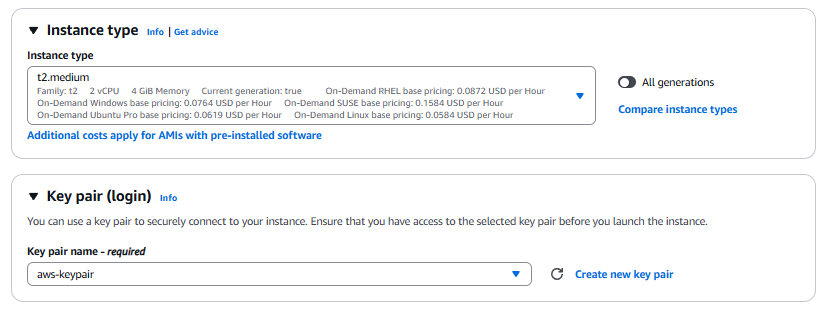 Instance type Info | Get advice
Instance type
t2.medium
Family: t2 2 vCPU 4 GiB Memory Current generation: true On-Demand RHEL base pricing: 0.0872 USD per Hour
On-Demand Windows base pricing: 0.0764 USD per Hour On-Demand SUSE base pricing: 0.1584 USD per Hour
On-Demand Ubuntu Pro base pricing: 0.0619 USD per Hour On-Demand Linux base pricing: 0.0584 USD per Hour
All generations
Compare instance types
Additional costs apply for AMIs with pre-installed software
Key pair (login) Info
You can use a key pair to securely connect to your instance. Ensure that you have access to the selected key pair before you launch the instance.
Key pair name - required
aws-keypair
Create new key pair